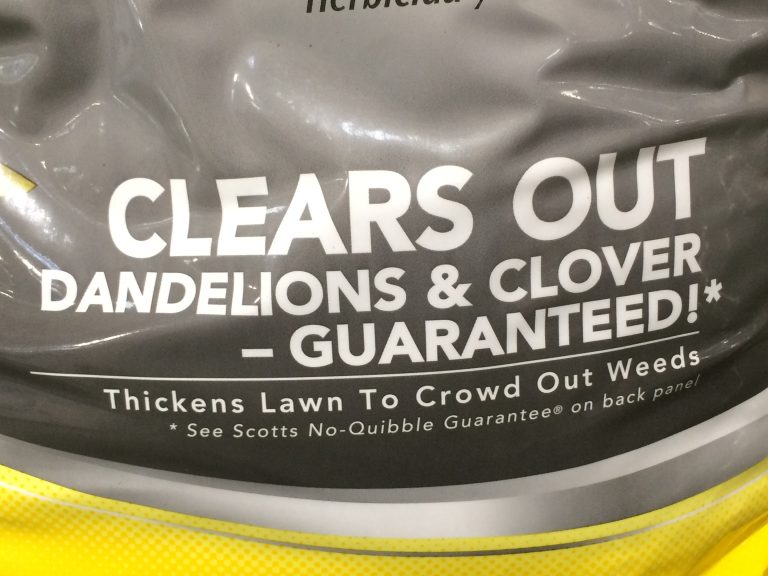 CLEARS OUT
DANDELIONS & CLOVER
– GUARANTEED!*
Thickens Lawn To Crowd Out Weeds
* See Scotts No-Quibble Guarantee® on back panel